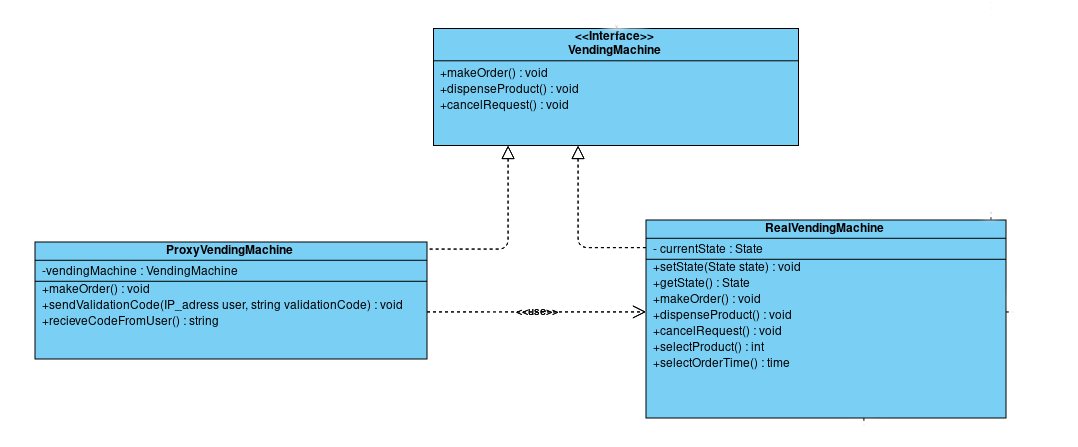 <<Interface>>
VendingMachine
+makeOrder() : void
+dispenseProduct() : void
+cancelRequest() : void
ProxyVendingMachine
-vendingMachine : VendingMachine
+makeOrder() : void
+sendValidationCode(IP_adress user, string validationCode) : void
+recieveCodeFromUser() : string
<<use>>
RealVendingMachine
- currentState : State
+setState(State state) : void
+getState() : State
+makeOrder() : void
+dispenseProduct() : void
+cancelRequest() : void
+selectProduct() : int
+selectOrderTime() : time